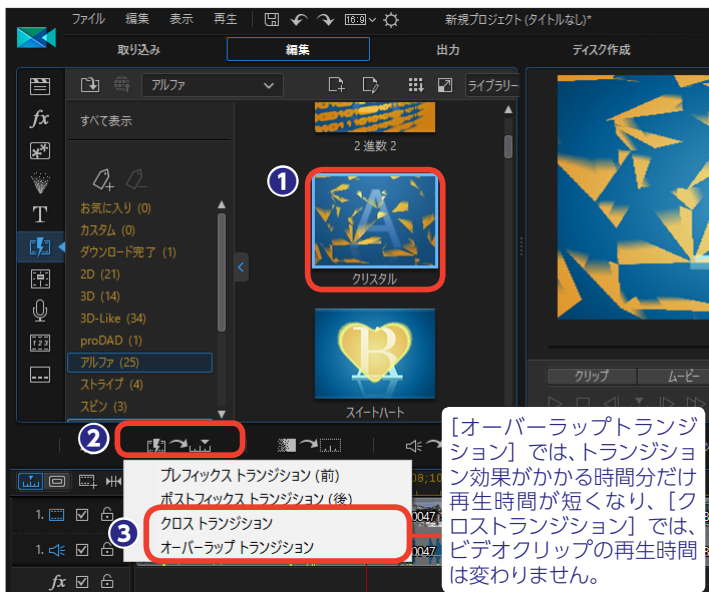 ファイル 編集 表示 再生 16:9 新規プロジェクト (タイトルなし)*
取り込み 編集 出力 ディスク作成
アルファ ライブラリー
すべて表示
お気に入り (0)
カスタム (0)
ダウンロード完了 (1)
2D (21)
3D (14)
3D-Like (34)
proDAD (1)
アルファ (25)
ストライプ (4)
スピン (3)
2 進数 2
①
クリスタル
スイートハート
クリップ ムービー
②
プレフィックス トランジション (前)
ポストフィックス トランジション (後)
③
クロス トランジション
オーバーラップ トランジション
1.
1.
fx
0047
0047
[オーバーラップトランジ
ション] では、トランジショ
ン効果がかかる時間分だけ
再生時間が短くなり、[ク
ロストランジション] では、
ビデオクリップの再生時間
は変わりません。